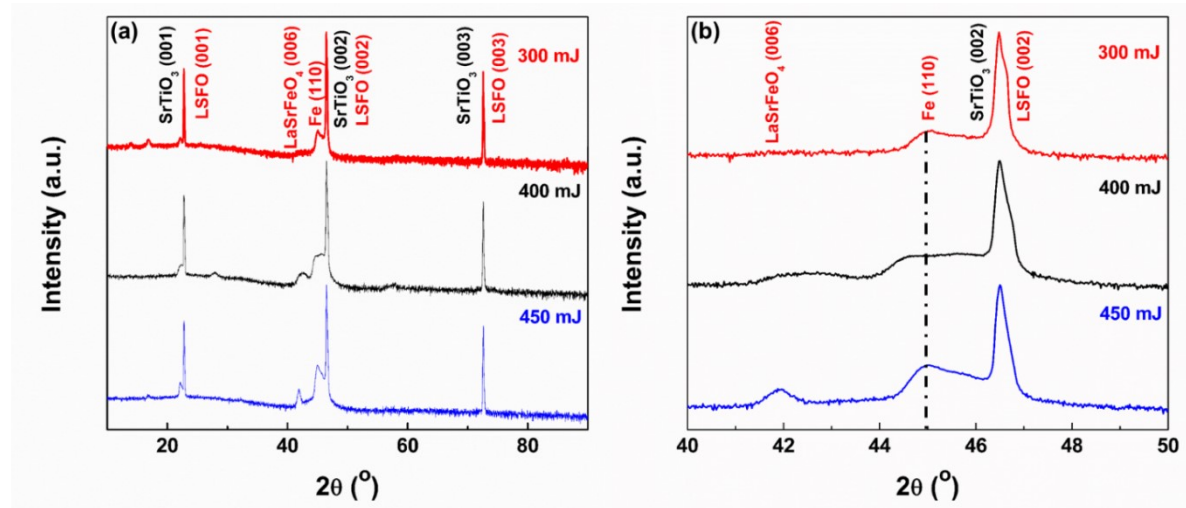 (a)
SrTiO3 (001)
LSFO (001)
LaSrFeO4 (006)
Fe (110)
SrTiO3 (002)
LSFO (002)
SrTiO3 (003)
LSFO (003)
300 mJ
400 mJ
450 mJ
Intensity (a.u.)
20 40 60 80
2θ (o)
(b)
LaSrFeO4 (006)
Fe (110)
SrTiO3 (002)
LSFO (002)
300 mJ
400 mJ
450 mJ
Intensity (a.u.)
40 42 44 46 48 50
2θ (o)